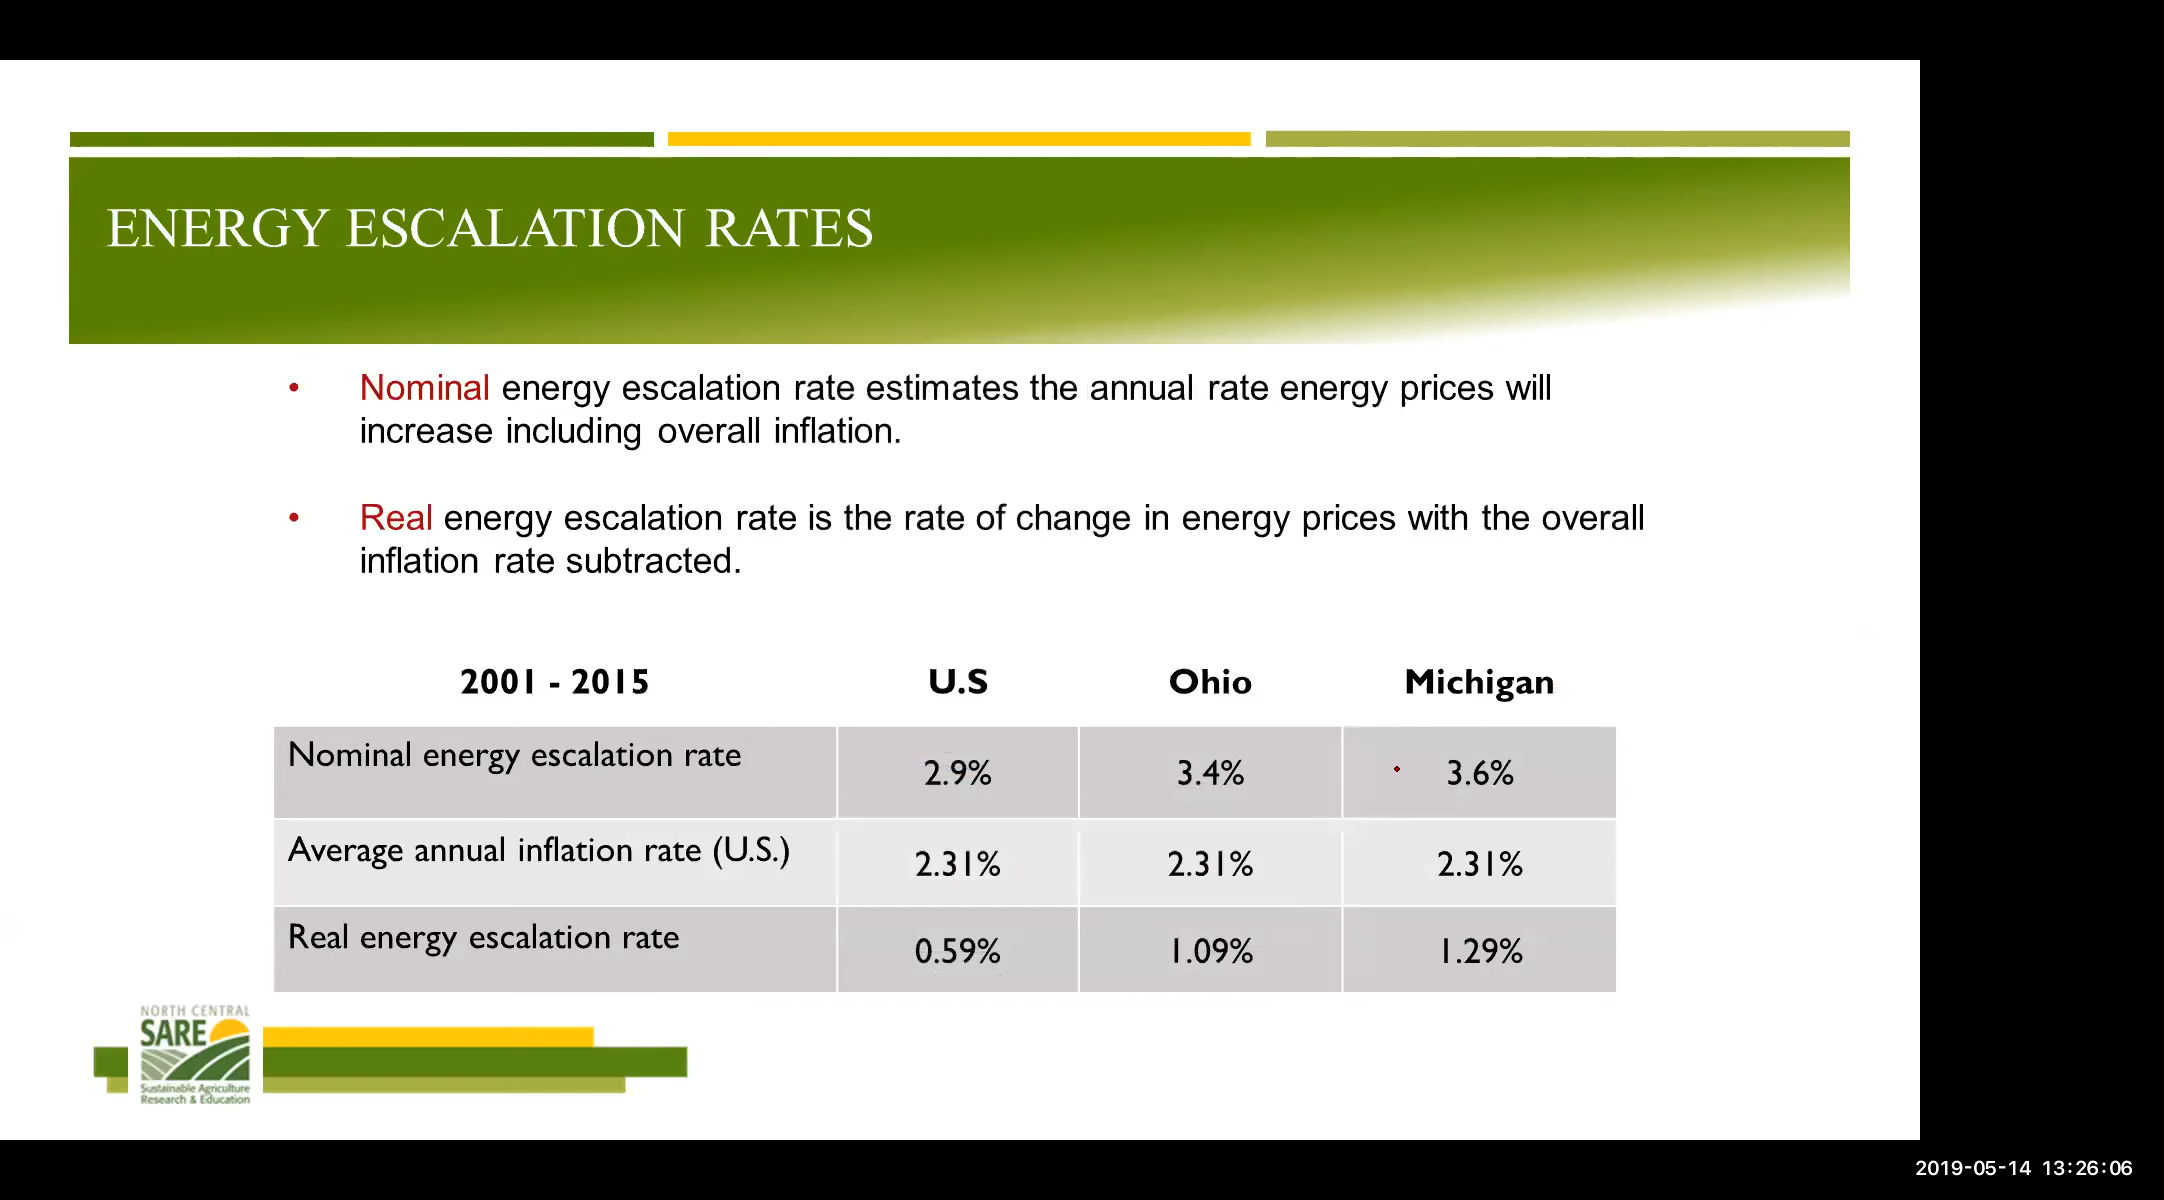 ENERGY ESCALATION RATES
• Nominal energy escalation rate estimates the annual rate energy prices will
increase including overall inflation.
• Real energy escalation rate is the rate of change in energy prices with the overall
inflation rate subtracted.
2001 - 2015 U.S Ohio Michigan
Nominal energy escalation rate 2.9% 3.4% 3.6%
Average annual inflation rate (U.S.) 2.31% 2.31% 2.31%
Real energy escalation rate 0.59% 1.09% 1.29%
NORTH CENTRAL
SARE
Sustainable Agriculture
Research & Education
2019-05-14 13:26:06